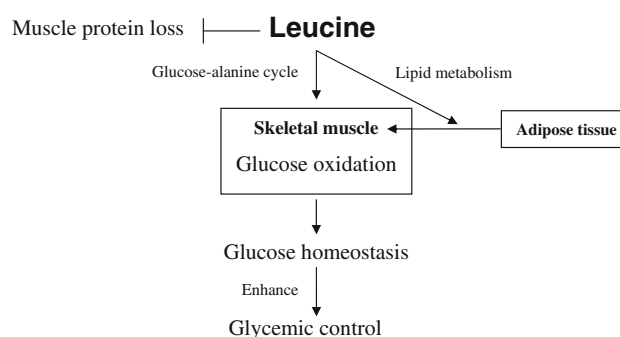 Muscle protein loss
Leucine
Glucose-alanine cycle
Lipid metabolism
Skeletal muscle
Adipose tissue
Glucose oxidation
Glucose homeostasis
Enhance
Glycemic control